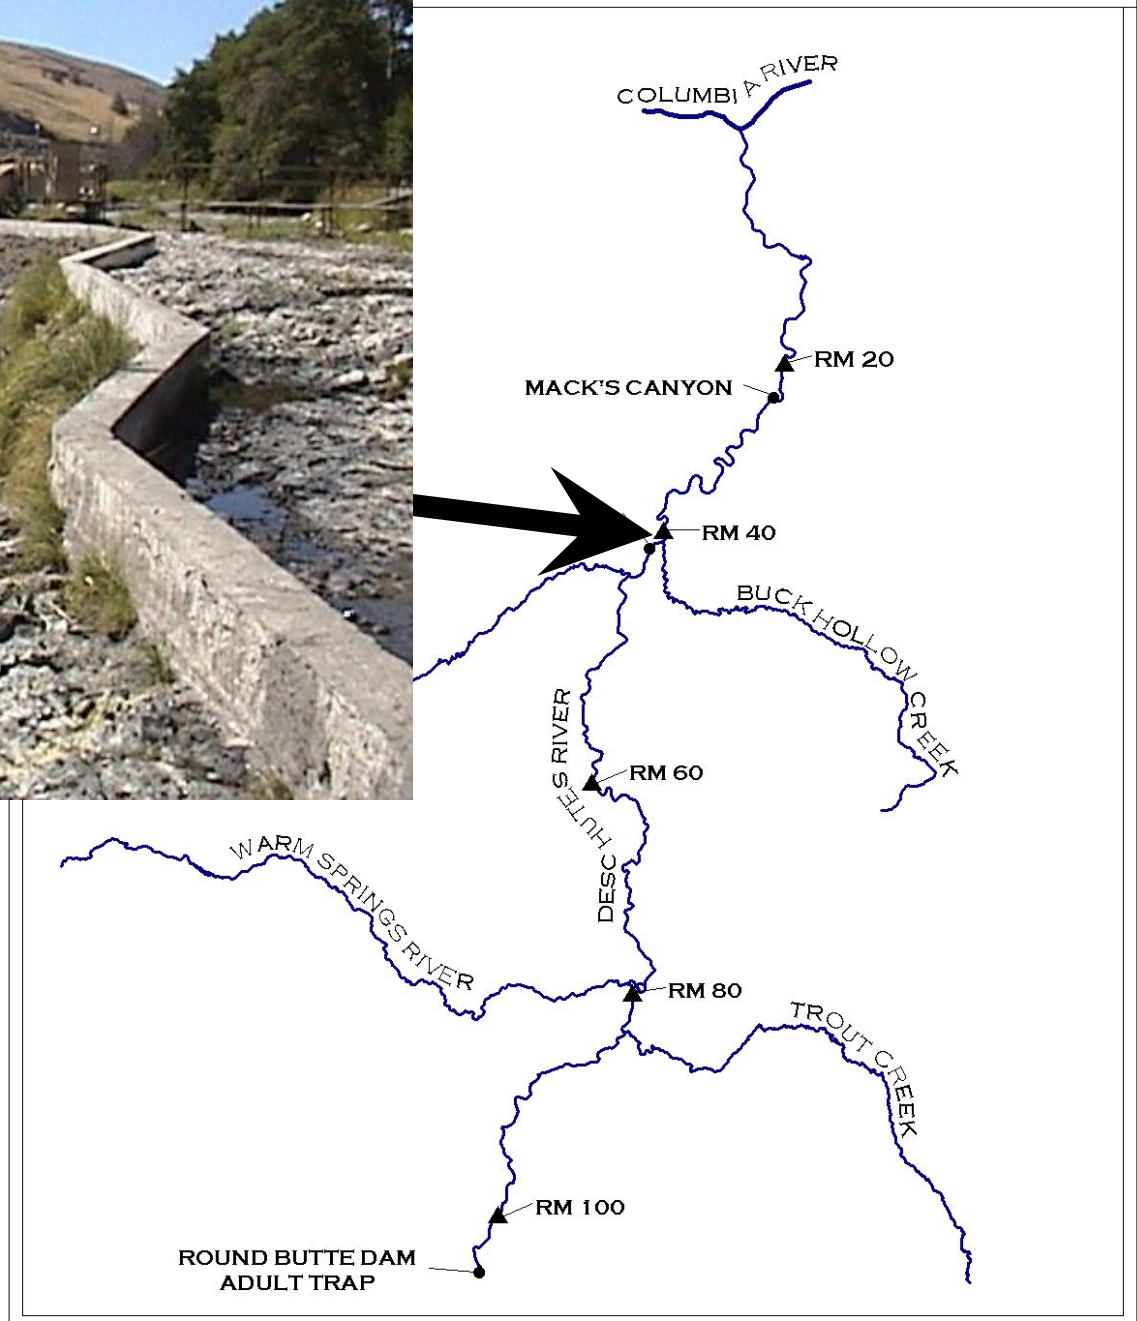 COLUMBIA RIVER
RM 20
MACK'S CANYON
RM 40
BUCK HOLLOW CREEK
DESCHUTES RIVER
RM 60
WARM SPRINGS RIVER
RM 80
TROUT CREEK
RM 100
ROUND BUTTE DAM
ADULT TRAP